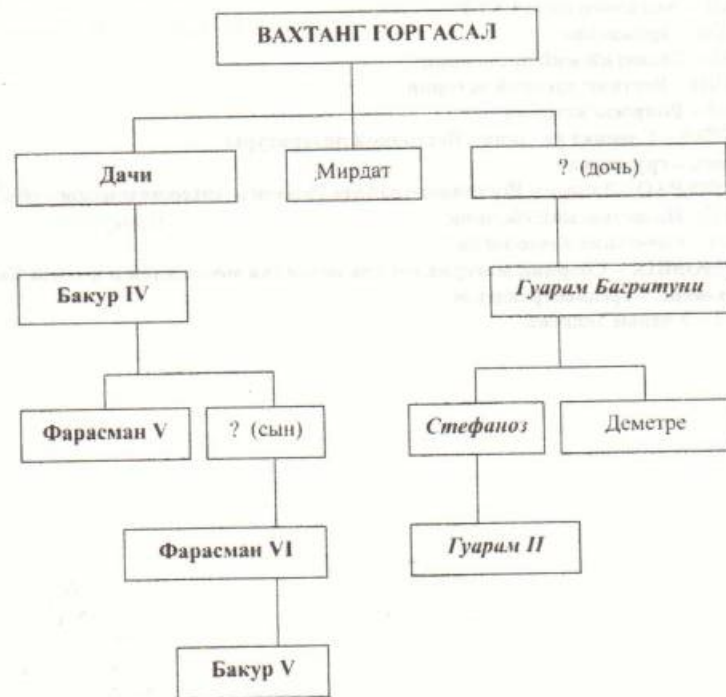 ВАХТАНГ ГОРГАСАЛ
Дачи
Мирдат
? (дочь)
Бакур IV
Гуарам Багратуни
Фарасман V
? (сын)
Стефаноз
Деметре
Фарасман VI
Гуарам II
Бакур V